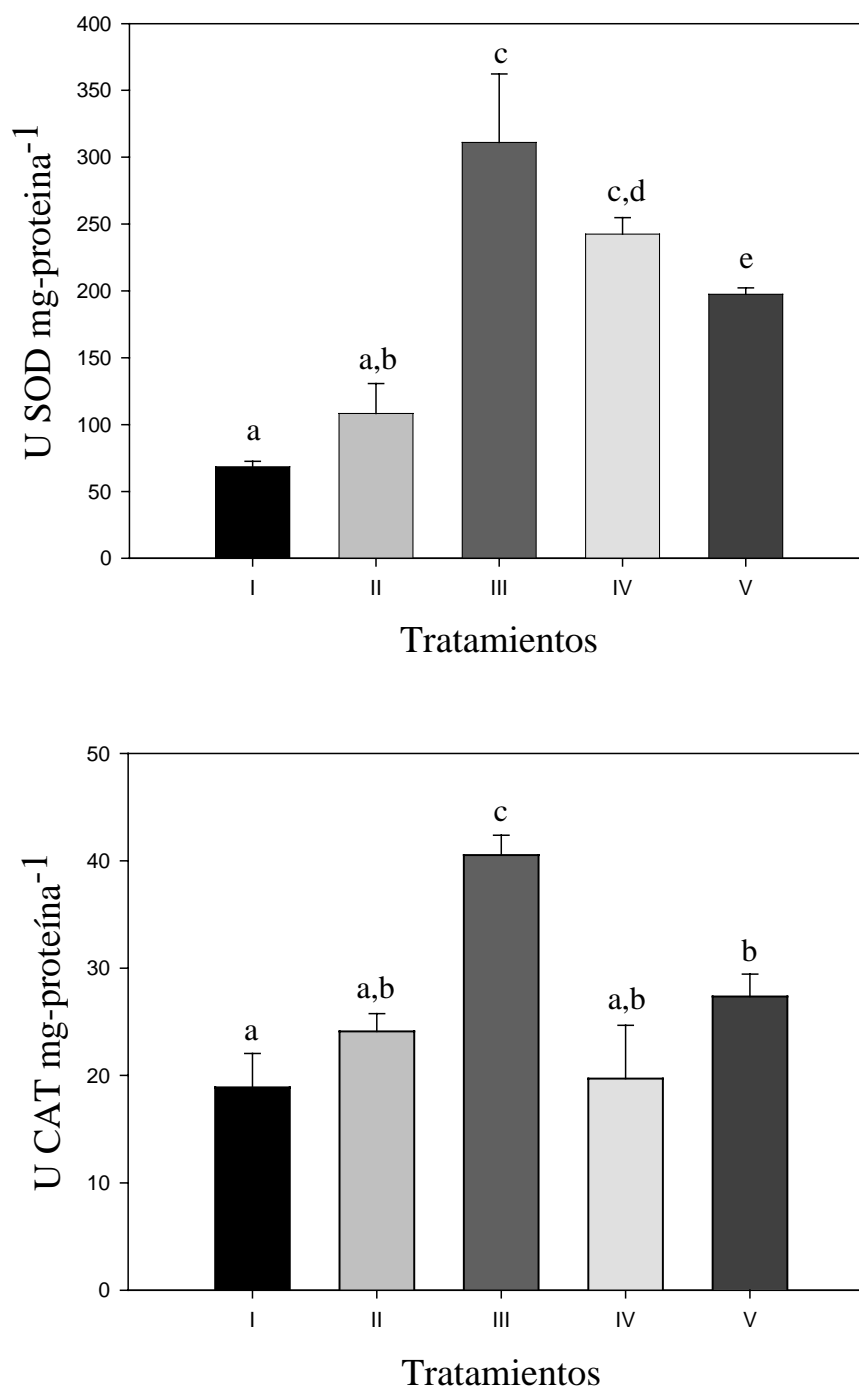 400
350
300
250
200
150
100
50
0
U SOD mg-proteina-1
a
a,b
c
c,d
e
I II III IV V
Tratamientos
50
40
30
20
10
0
U CAT mg-proteína-1
a
a,b
c
a,b
b
I II III IV V
Tratamientos